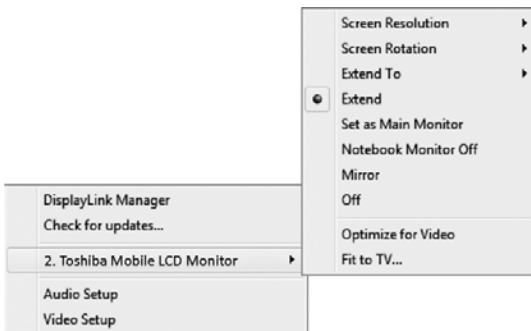 Screen Resolution
Screen Rotation
Extend To
Extend
Set as Main Monitor
Notebook Monitor Off
Mirror
Off
Optimize for Video
Fit to TV...
DisplayLink Manager
Check for updates...
2. Toshiba Mobile LCD Monitor
Audio Setup
Video Setup